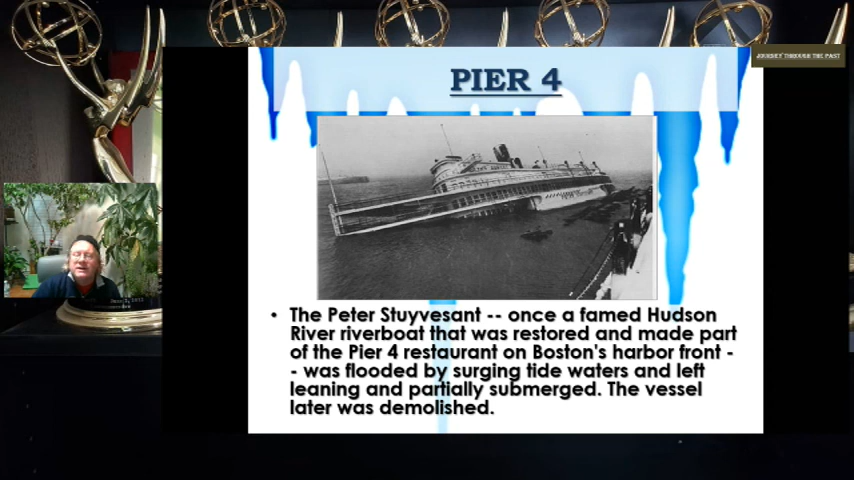 JOURNEY THROUGH THE PAST
PIER 4
• The Peter Stuyvesant -- once a famed Hudson
River riverboat that was restored and made part
of the Pier 4 restaurant on Boston's harbor front -
- was flooded by surging tide waters and left
leaning and partially submerged. The vessel
later was demolished.